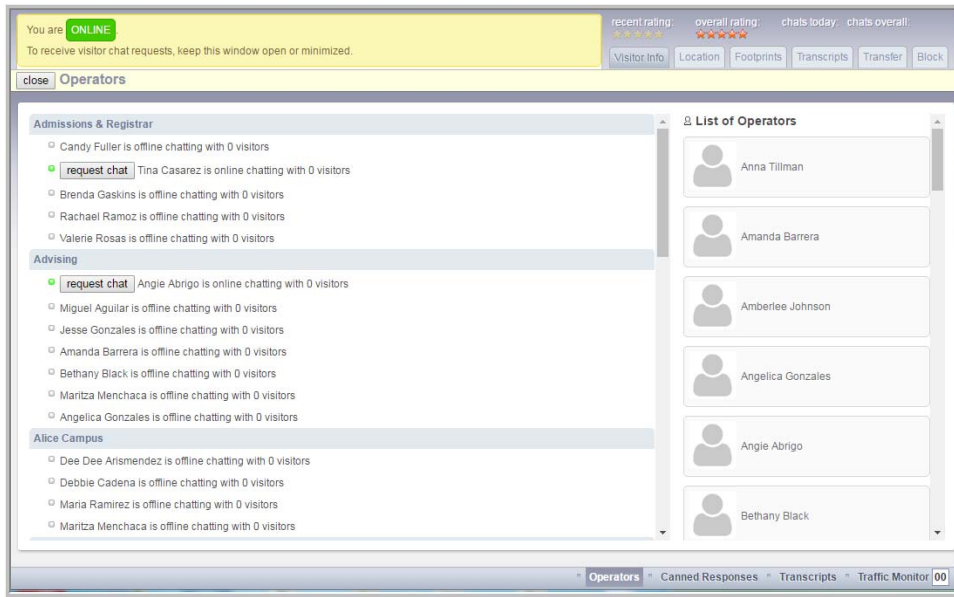 You are ONLINE.
To receive visitor chat requests, keep this window open or minimized.
recent rating: overall rating: chats today: chats overall:
Visitor Info Location Footprints Transcripts Transfer Block
close Operators
Admissions & Registrar
Candy Fuller is offline chatting with 0 visitors
request chat Tina Casarez is online chatting with 0 visitors
Brenda Gaskins is offline chatting with 0 visitors
Rachael Ramoz is offline chatting with 0 visitors
Valerie Rosas is offline chatting with 0 visitors
Advising
request chat Angie Abrigo is online chatting with 0 visitors
Miguel Aguilar is offline chatting with 0 visitors
Jesse Gonzales is offline chatting with 0 visitors
Amanda Barrera is offline chatting with 0 visitors
Bethany Black is offline chatting with 0 visitors
Maritza Menchaca is offline chatting with 0 visitors
Angelica Gonzales is offline chatting with 0 visitors
Alice Campus
Dee Dee Arismendez is offline chatting with 0 visitors
Debbie Cadena is offline chatting with 0 visitors
Maria Ramirez is offline chatting with 0 visitors
Maritza Menchaca is offline chatting with 0 visitors
List of Operators
Anna Tillman
Amanda Barrera
Amberlee Johnson
Angelica Gonzales
Angie Abrigo
Bethany Black
Operators Canned Responses Transcripts Traffic Monitor 00